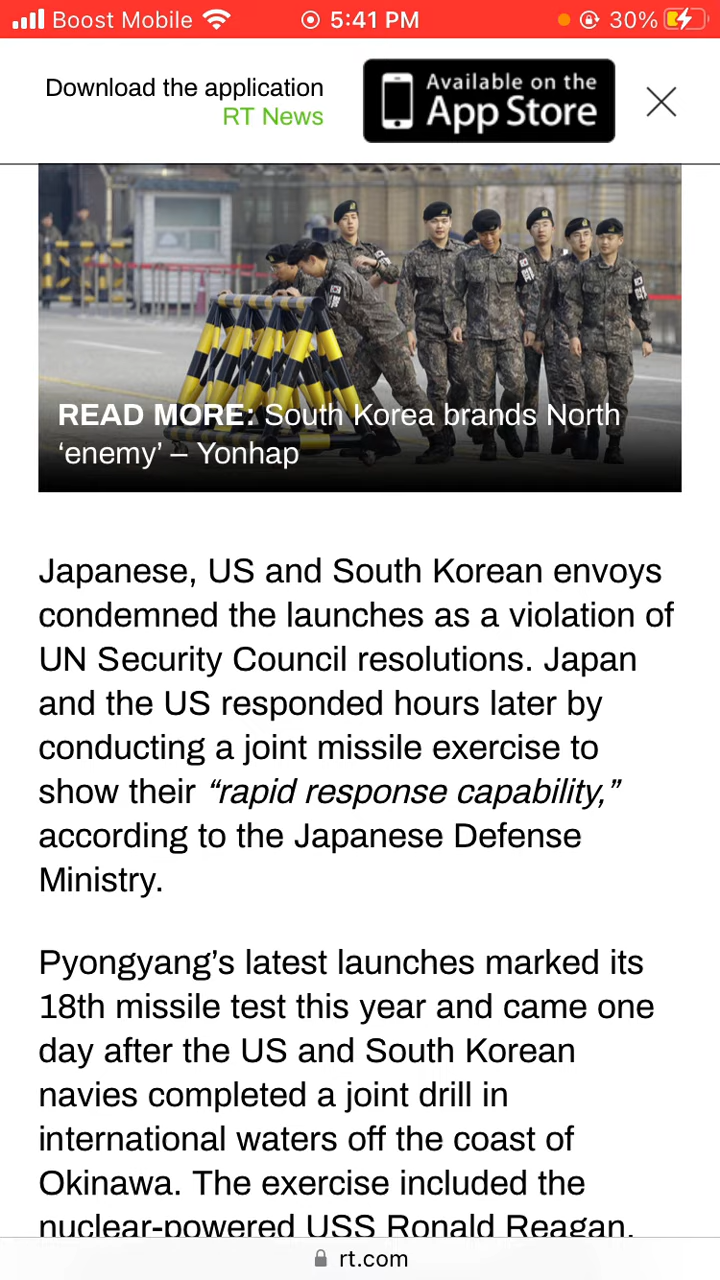 Boost Mobile 5:41 PM 30%
Download the application
RT News
Available on the
App Store
READ MORE: South Korea brands North
‘enemy’ – Yonhap
Japanese, US and South Korean envoys
condemned the launches as a violation of
UN Security Council resolutions. Japan
and the US responded hours later by
conducting a joint missile exercise to
show their “rapid response capability,”
according to the Japanese Defense
Ministry.
Pyongyang’s latest launches marked its
18th missile test this year and came one
day after the US and South Korean
navies completed a joint drill in
international waters off the coast of
Okinawa. The exercise included the
nuclear-powered USS Ronald Reagan,
rt.com